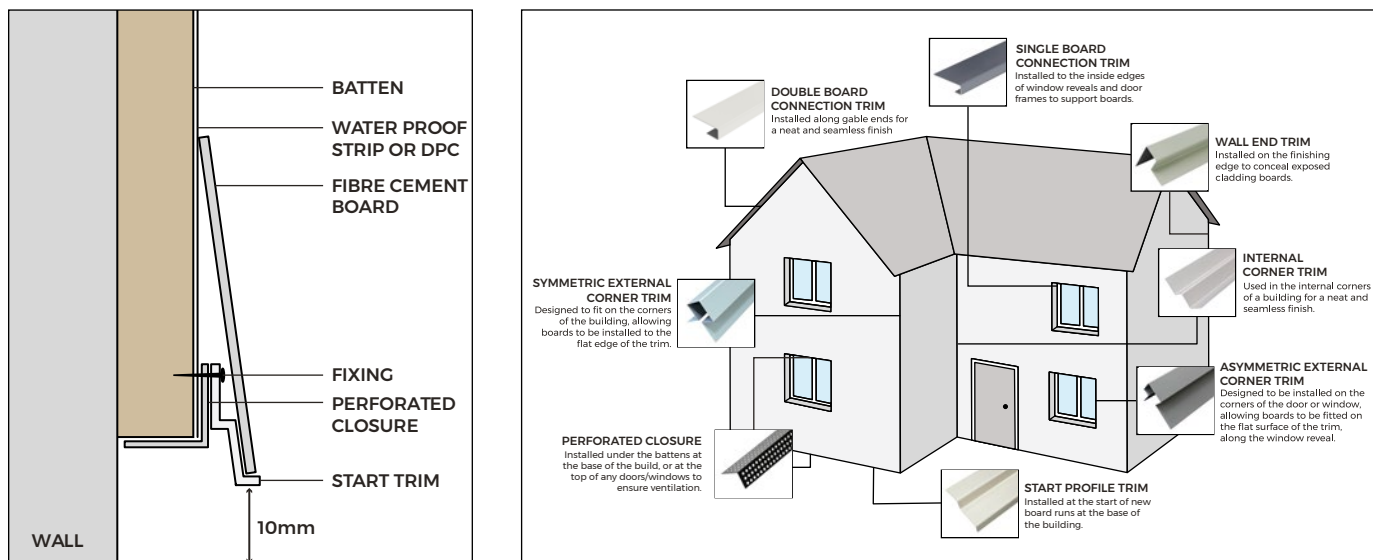 BATTEN
WATER PROOF
STRIP OR DPC
FIBRE CEMENT
BOARD
FIXING
PERFORATED
CLOSURE
START TRIM
10mm
WALL
SINGLE BOARD
CONNECTION TRIM
Installed to the inside edges
of window reveals and door
frames to support boards.
DOUBLE BOARD
CONNECTION TRIM
Installed along gable ends for
a neat and seamless finish
WALL END TRIM
Installed on the finishing
edge to conceal exposed
cladding boards.
SYMMETRIC EXTERNAL
CORNER TRIM
Designed to fit on the corners
of the building, allowing
boards to be installed to the
flat edge of the trim.
INTERNAL
CORNER TRIM
Used in the internal corners
of a building for a neat and
seamless finish.
ASYMMETRIC EXTERNAL
CORNER TRIM
Designed to be installed on the
corners of the door or window,
allowing boards to be fitted on
the flat surface of the trim,
along the window reveal.
PERFORATED CLOSURE
Installed under the battens at
the base of the build, or at the
top of any doors/windows to
ensure ventilation.
START PROFILE TRIM
Installed at the start of new
board runs at the base of
the building.